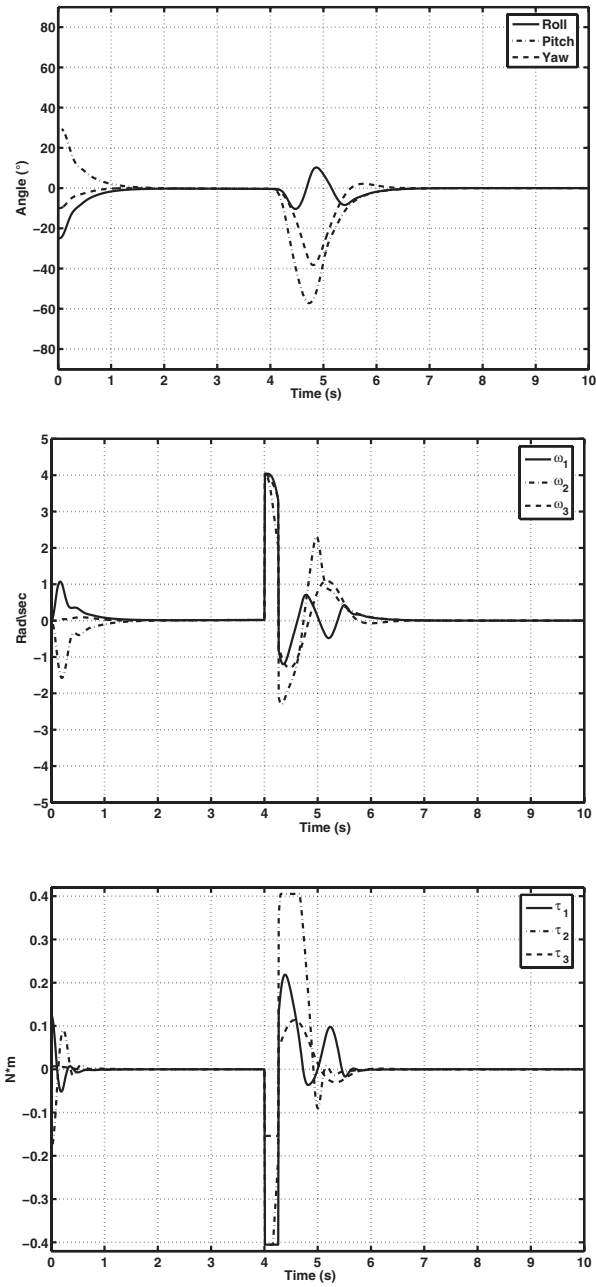 80
60
40
20
0
−20
−40
−60
−80
Angle (°)
Roll
Pitch
Yaw
0 1 2 3 4 5 6 7 8 9 10
Time (s)
5
4
3
2
1
0
−1
−2
−3
−4
−5
Rad\sec
ω1
ω2
ω3
0 1 2 3 4 5 6 7 8 9 10
Time (s)
0.4
0.3
0.2
0.1
0
−0.1
−0.2
−0.3
−0.4
N*m
τ1
τ2
τ3
0 1 2 3 4 5 6 7 8 9 10
Time (s)